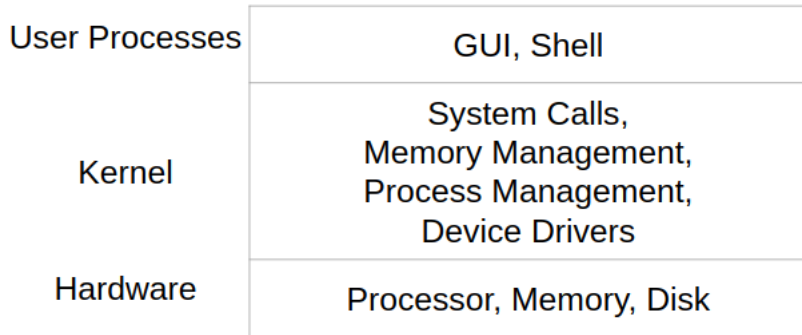 User Processes
GUI, Shell
Kernel
System Calls,
Memory Management,
Process Management,
Device Drivers
Hardware
Processor, Memory, Disk